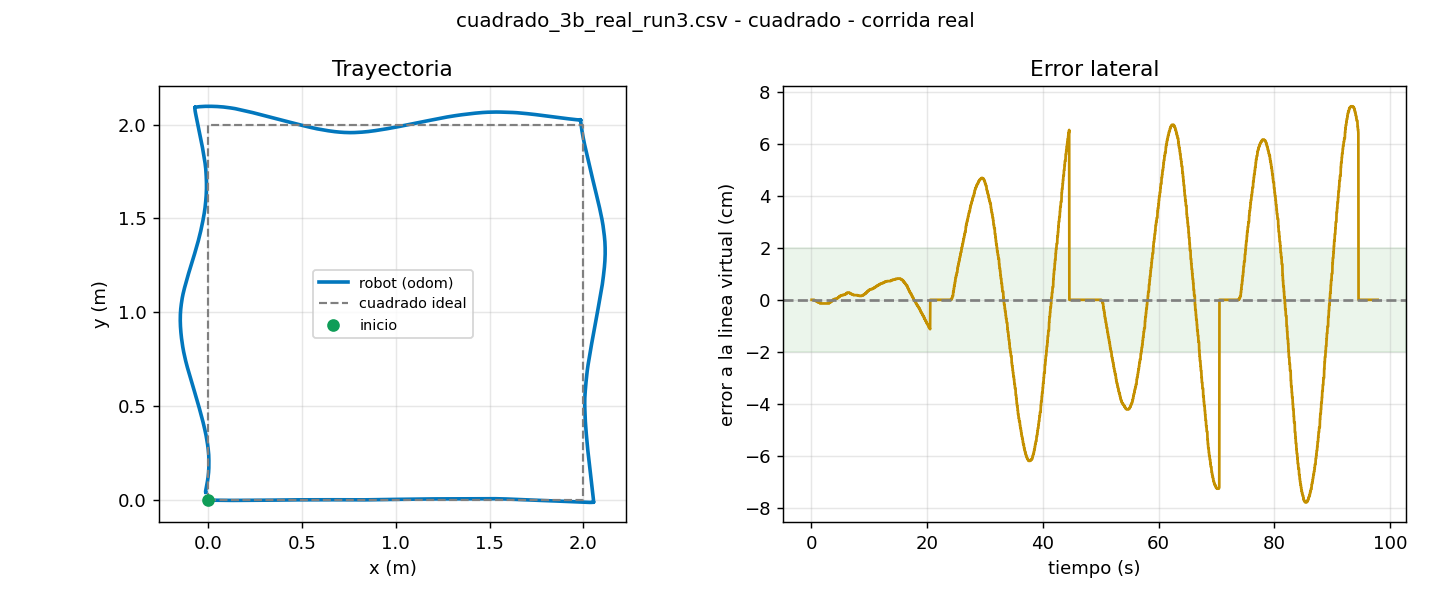 cuadrado_3b_real_run3.csv - cuadrado - corrida real
Trayectoria
2.0
1.5
1.0
0.5
0.0
y (m)
robot (odom)
cuadrado ideal
inicio
0.0 0.5 1.0 1.5 2.0
x (m)
Error lateral
8
6
4
2
0
−2
−4
−6
−8
error a la linea virtual (cm)
0 20 40 60 80 100
tiempo (s)